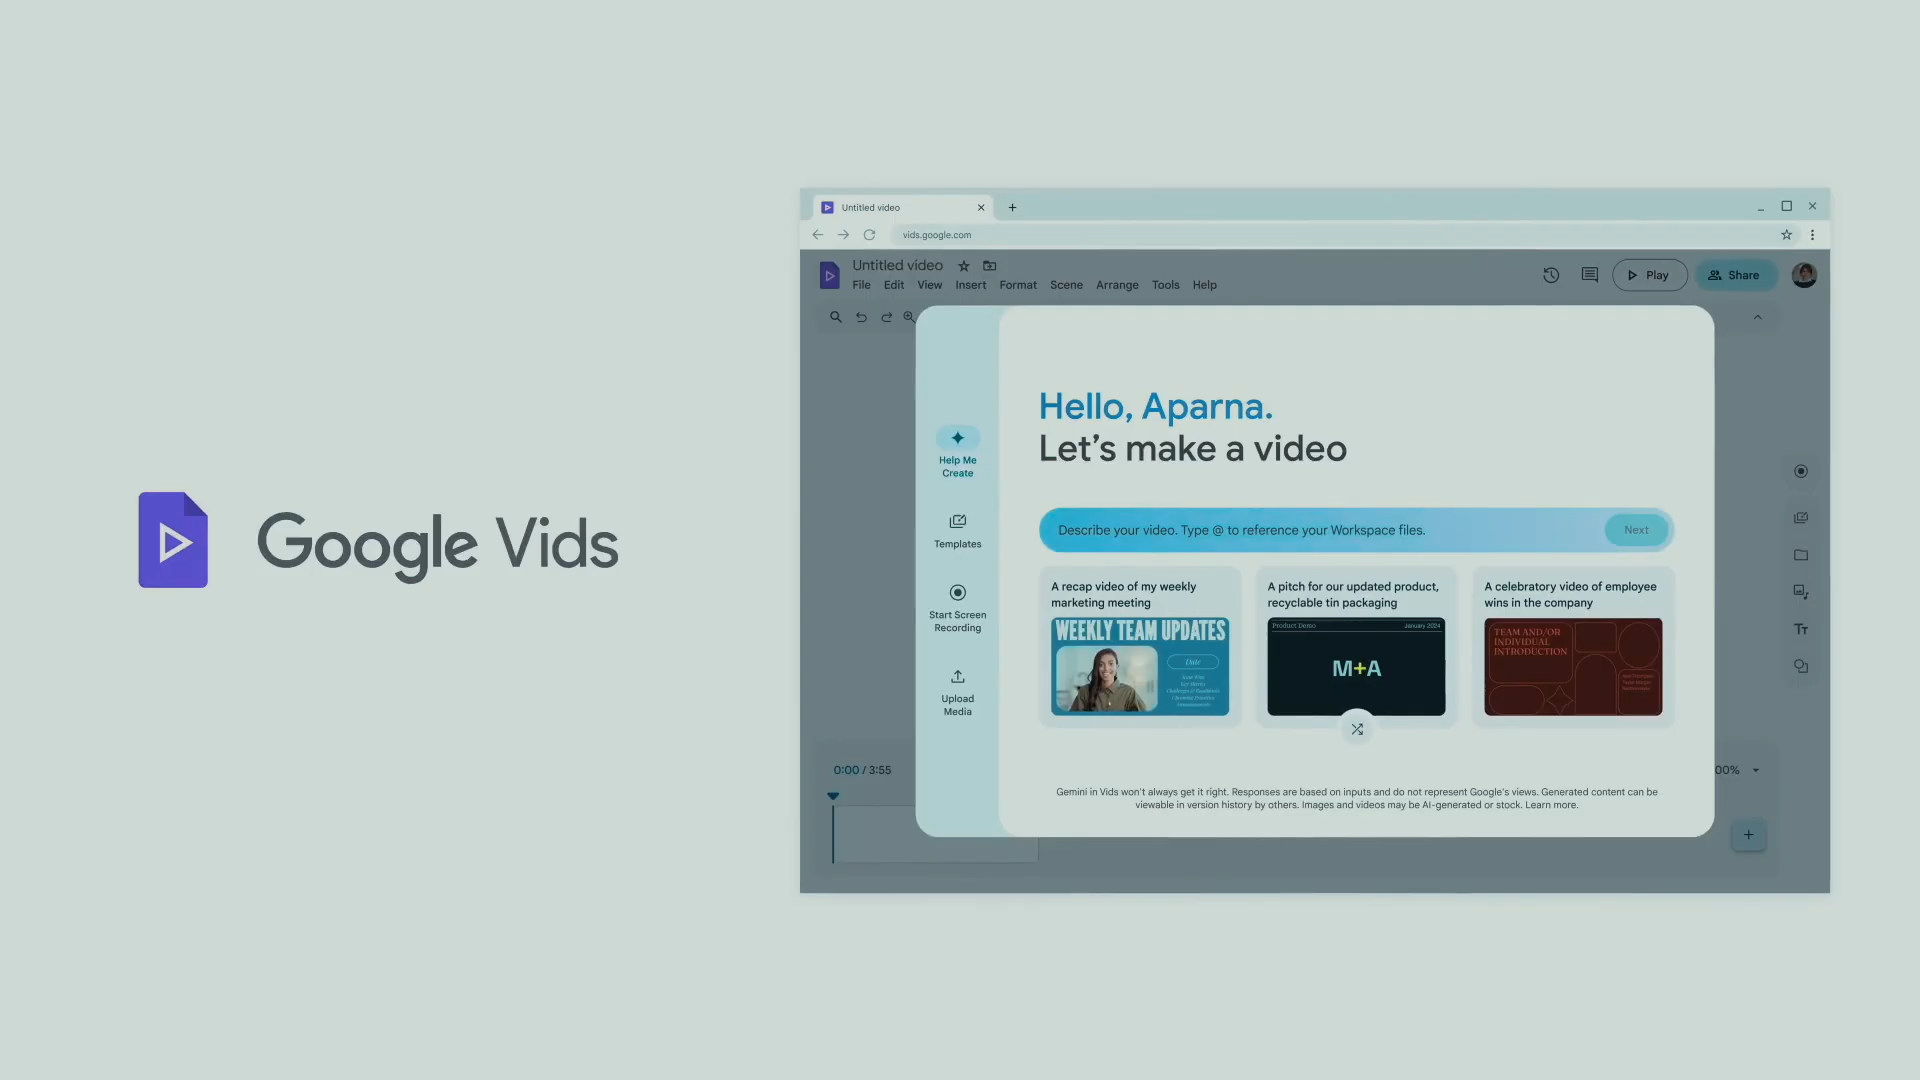 Google Vids
Untitled video
vids.google.com
Untitled video
File Edit View Insert Format Scene Arrange Tools Help
Play
Share
Hello, Aparna.
Let's make a video
Help Me
Create
Templates
Start Screen
Recording
Upload
Media
Describe your video. Type @ to reference your Workspace files.
Next
A recap video of my weekly
marketing meeting
WEEKLY TEAM UPDATES
Date
A pitch for our updated product,
recyclable tin packaging
Product Demo
January 2024
M+A
A celebratory video of employee
wins in the company
TEAM AND/OR
INDIVIDUAL
INTRODUCTION
0:00 / 3:55
00%
Gemini in Vids won't always get it right. Responses are based on inputs and do not represent Google's views. Generated content can be
viewable in version history by others. Images and videos may be AI-generated or stock. Learn more.